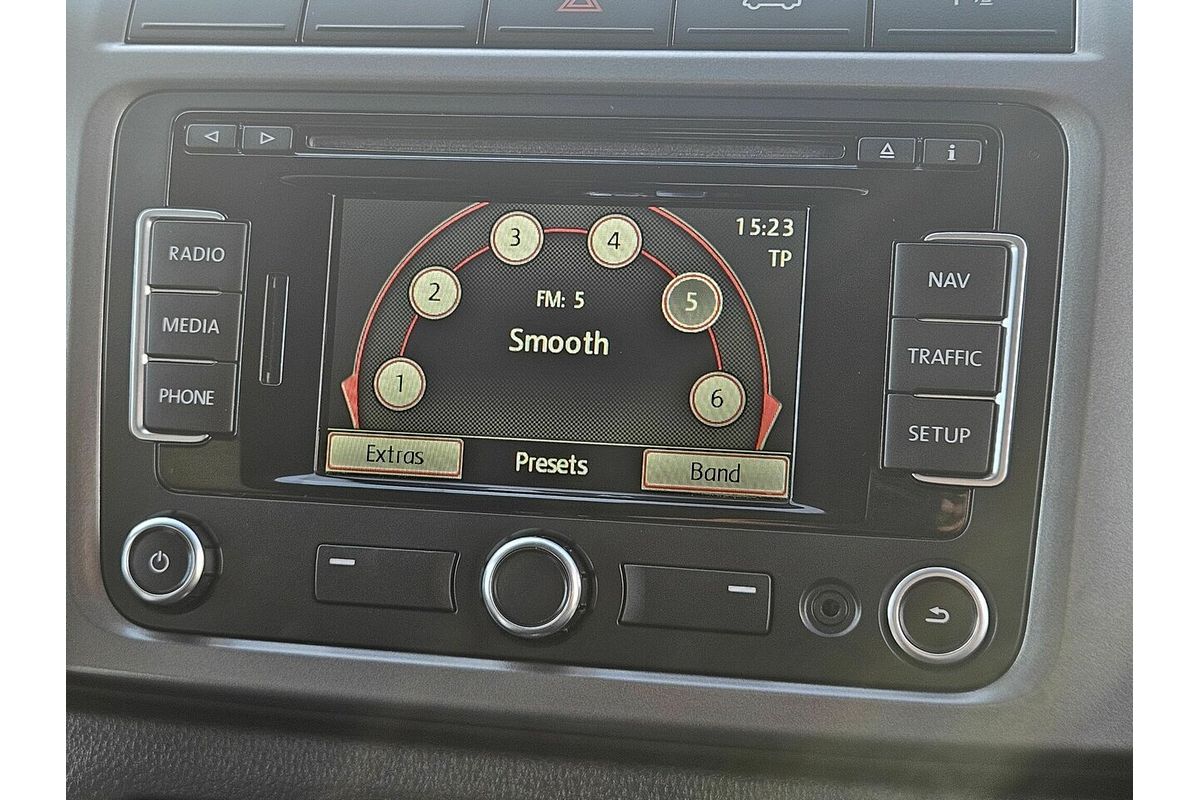 i
RADIO
MEDIA
PHONE
15:23
TP
3
4
2
5
FM: 5
Smooth
1
6
Extras
Presets
Band
NAV
TRAFFIC
SETUP